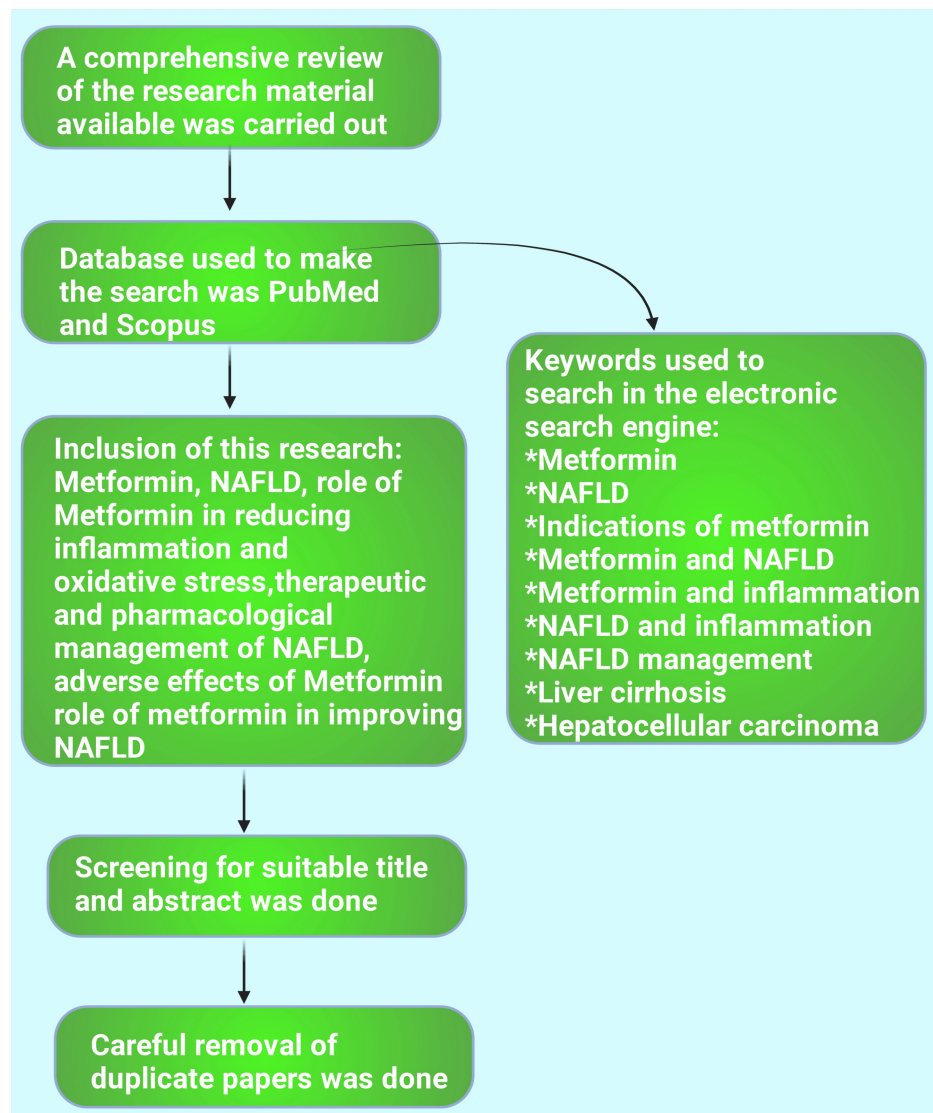 A comprehensive review
of the research material
available was carried out
Database used to make
the search was PubMed
and Scopus
Keywords used to
search in the electronic
search engine:
*Metformin
*NAFLD
*Indications of metformin
*Metformin and NAFLD
*Metformin and inflammation
*NAFLD and inflammation
*NAFLD management
*Liver cirrhosis
*Hepatocellular carcinoma
Inclusion of this research:
Metformin, NAFLD, role of
Metformin in reducing
inflammation and
oxidative stress,therapeutic
and pharmacological
management of NAFLD,
adverse effects of Metformin
role of metformin in improving
NAFLD
Screening for suitable title
and abstract was done
Careful removal of
duplicate papers was done